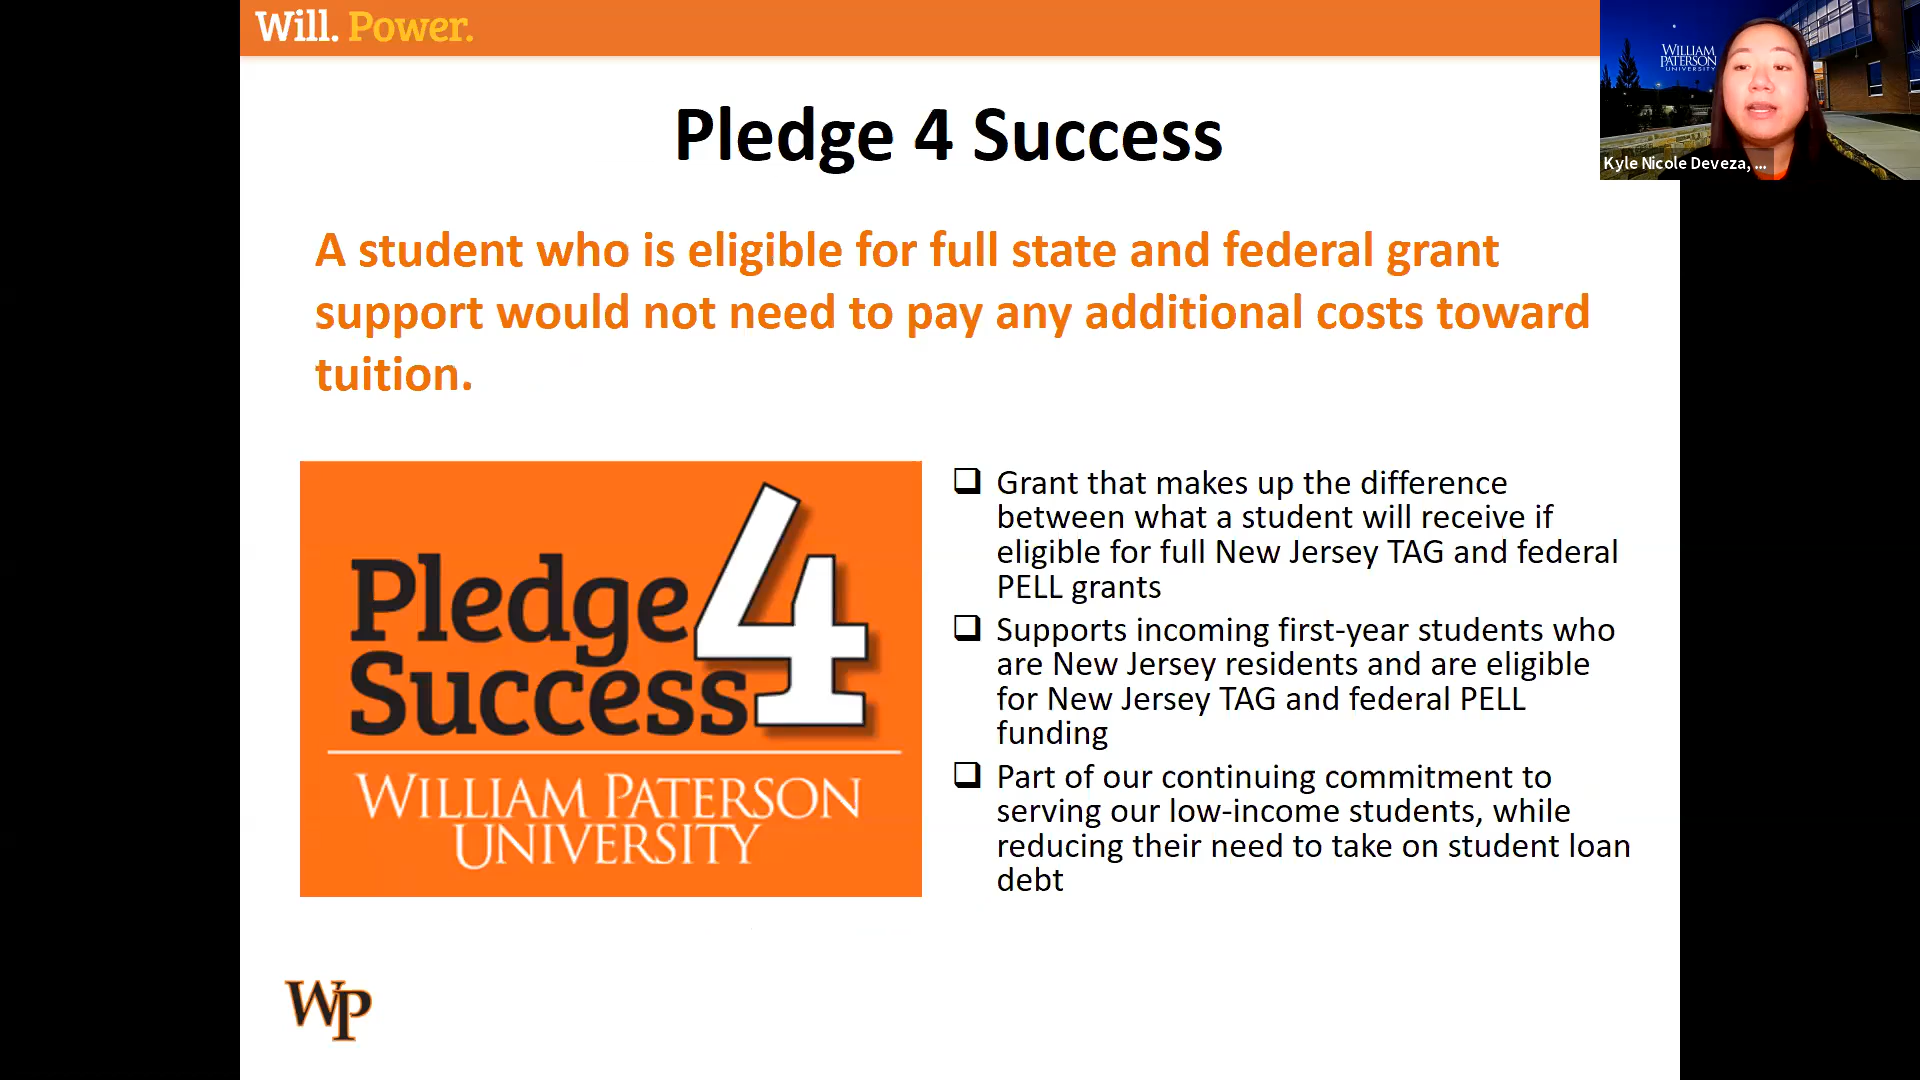 Will. Power.
WILLIAM
PATERSON
UNIVERSITY
Kyle Nicole Deveza, ...
Pledge 4 Success
A student who is eligible for full state and federal grant
support would not need to pay any additional costs toward
tuition.
Pledge 4
Success
WILLIAM PATERSON
UNIVERSITY
❑ Grant that makes up the difference
between what a student will receive if
eligible for full New Jersey TAG and federal
PELL grants
❑ Supports incoming first-year students who
are New Jersey residents and are eligible
for New Jersey TAG and federal PELL
funding
❑ Part of our continuing commitment to
serving our low-income students, while
reducing their need to take on student loan
debt
WP